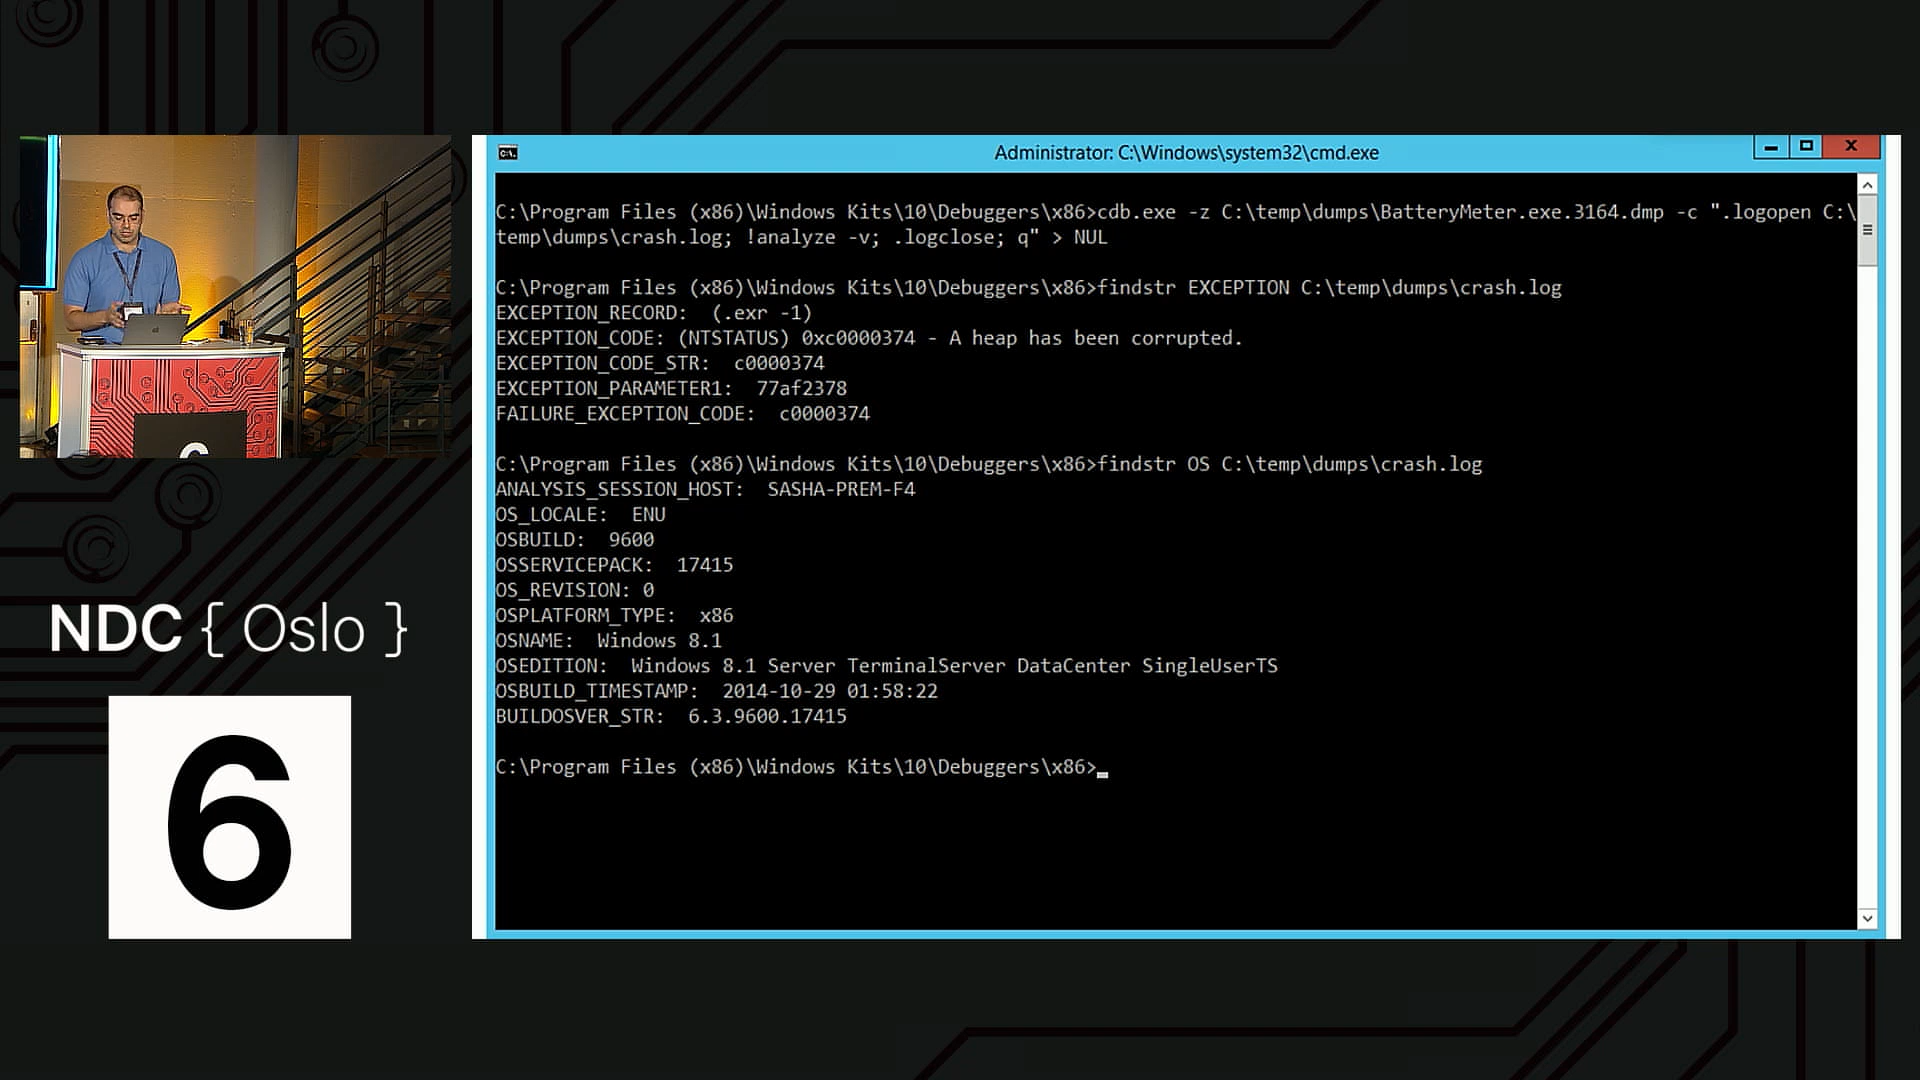 Administrator: C:\Windows\system32\cmd.exe
C:\Program Files (x86)\Windows Kits\10\Debuggers\x86>cdb.exe -z C:\temp\dumps\BatteryMeter.exe.3164.dmp -c ".logopen C:\
temp\dumps\crash.log; !analyze -v; .logclose; q" > NUL
C:\Program Files (x86)\Windows Kits\10\Debuggers\x86>findstr EXCEPTION C:\temp\dumps\crash.log
EXCEPTION_RECORD:  (.exr -1)
EXCEPTION_CODE: (NTSTATUS) 0xc0000374 - A heap has been corrupted.
EXCEPTION_CODE_STR:  c0000374
EXCEPTION_PARAMETER1:  77af2378
FAILURE_EXCEPTION_CODE:  c0000374
C:\Program Files (x86)\Windows Kits\10\Debuggers\x86>findstr OS C:\temp\dumps\crash.log
ANALYSIS_SESSION_HOST:  SASHA-PREM-F4
OS_LOCALE:  ENU
OSBUILD:  9600
OSSERVICEPACK:  17415
OS_REVISION: 0
OSPLATFORM_TYPE:  x86
OSNAME:  Windows 8.1
OSEDITION:  Windows 8.1 Server TerminalServer DataCenter SingleUserTS
OSBUILD_TIMESTAMP:  2014-10-29 01:58:22
BUILDOSVER_STR:  6.3.9600.17415
C:\Program Files (x86)\Windows Kits\10\Debuggers\x86>
NDC { Oslo }
6